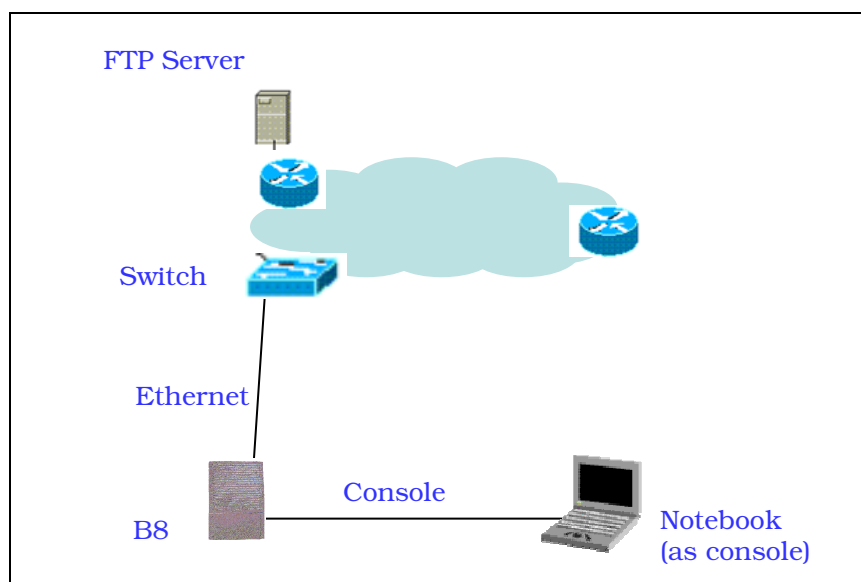 FTP Server
Switch
Ethernet
Console
B8
Notebook
(as console)